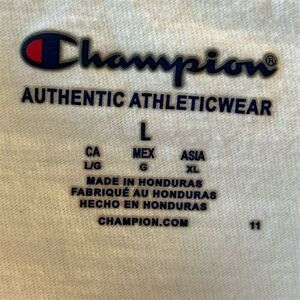 Champion®
AUTHENTIC ATHLETICWEAR
L
CA MEX ASIA
L/G G XL
MADE IN HONDURAS
FABRIQUÉ AU HONDURAS
HECHO EN HONDURAS
CHAMPION.COM 11